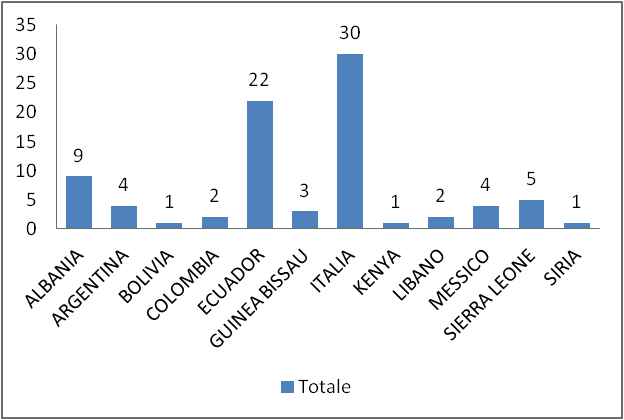 35
30
25
20
15
10
5
0
9
4
1
2
22
3
30
1
2
4
5
1
ALBANIA
ARGENTINA
BOLIVIA
COLOMBIA
ECUADOR
GUINEA BISSAU
ITALIA
KENYA
LIBANO
MESSICO
SIERRA LEONE
SIRIA
Totale